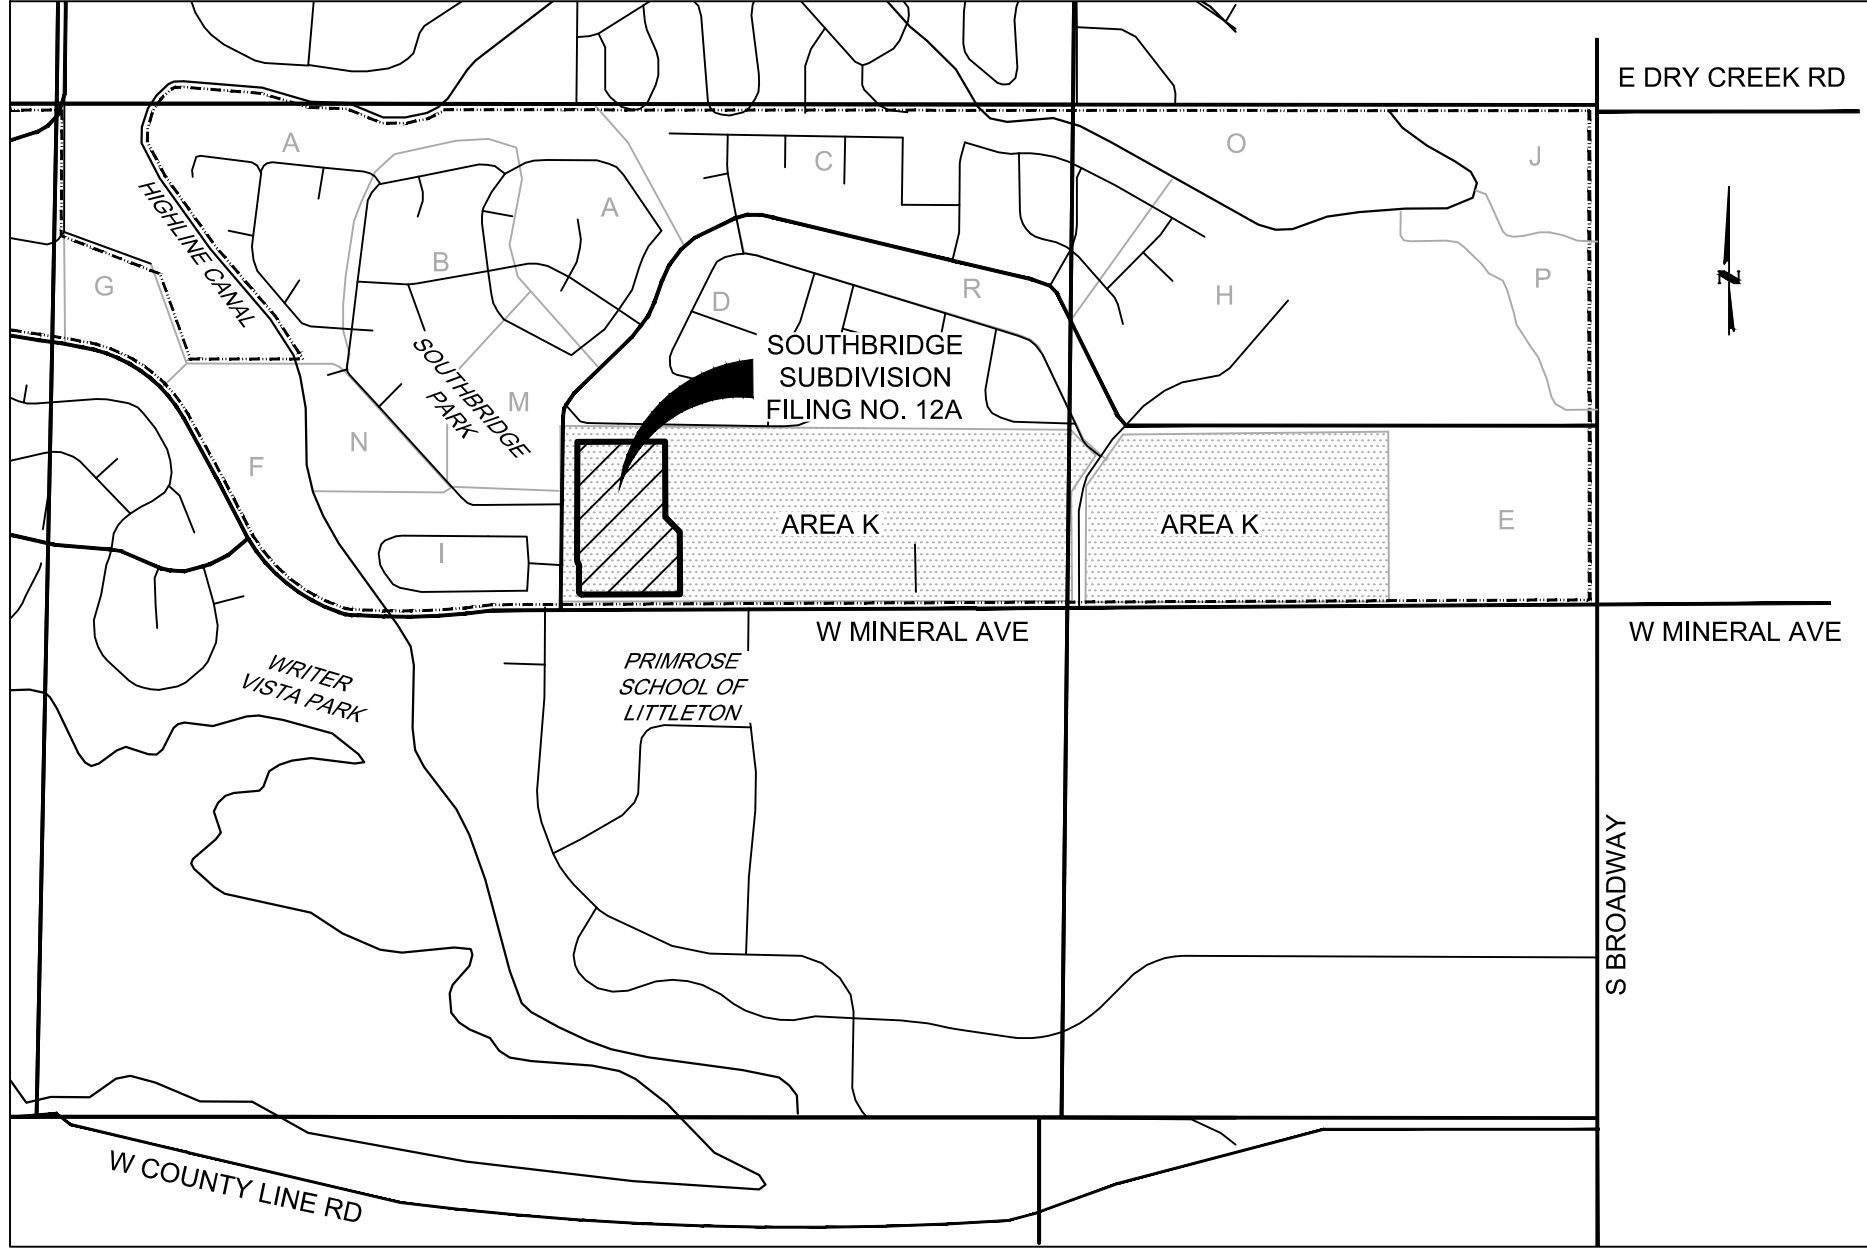 E DRY CREEK RD
A
O
C
J
HIGHLINE CANAL
A
B
G
D
R
H
P
N
SOUTHBRIDGE
PARK
SOUTHBRIDGE
SUBDIVISION
FILING NO. 12A
M
N
F
AREA K
AREA K
E
I
W MINERAL AVE
W MINERAL AVE
WRITER
VISTA PARK
PRIMROSE
SCHOOL OF
LITTLETON
S BROADWAY
W COUNTY LINE RD